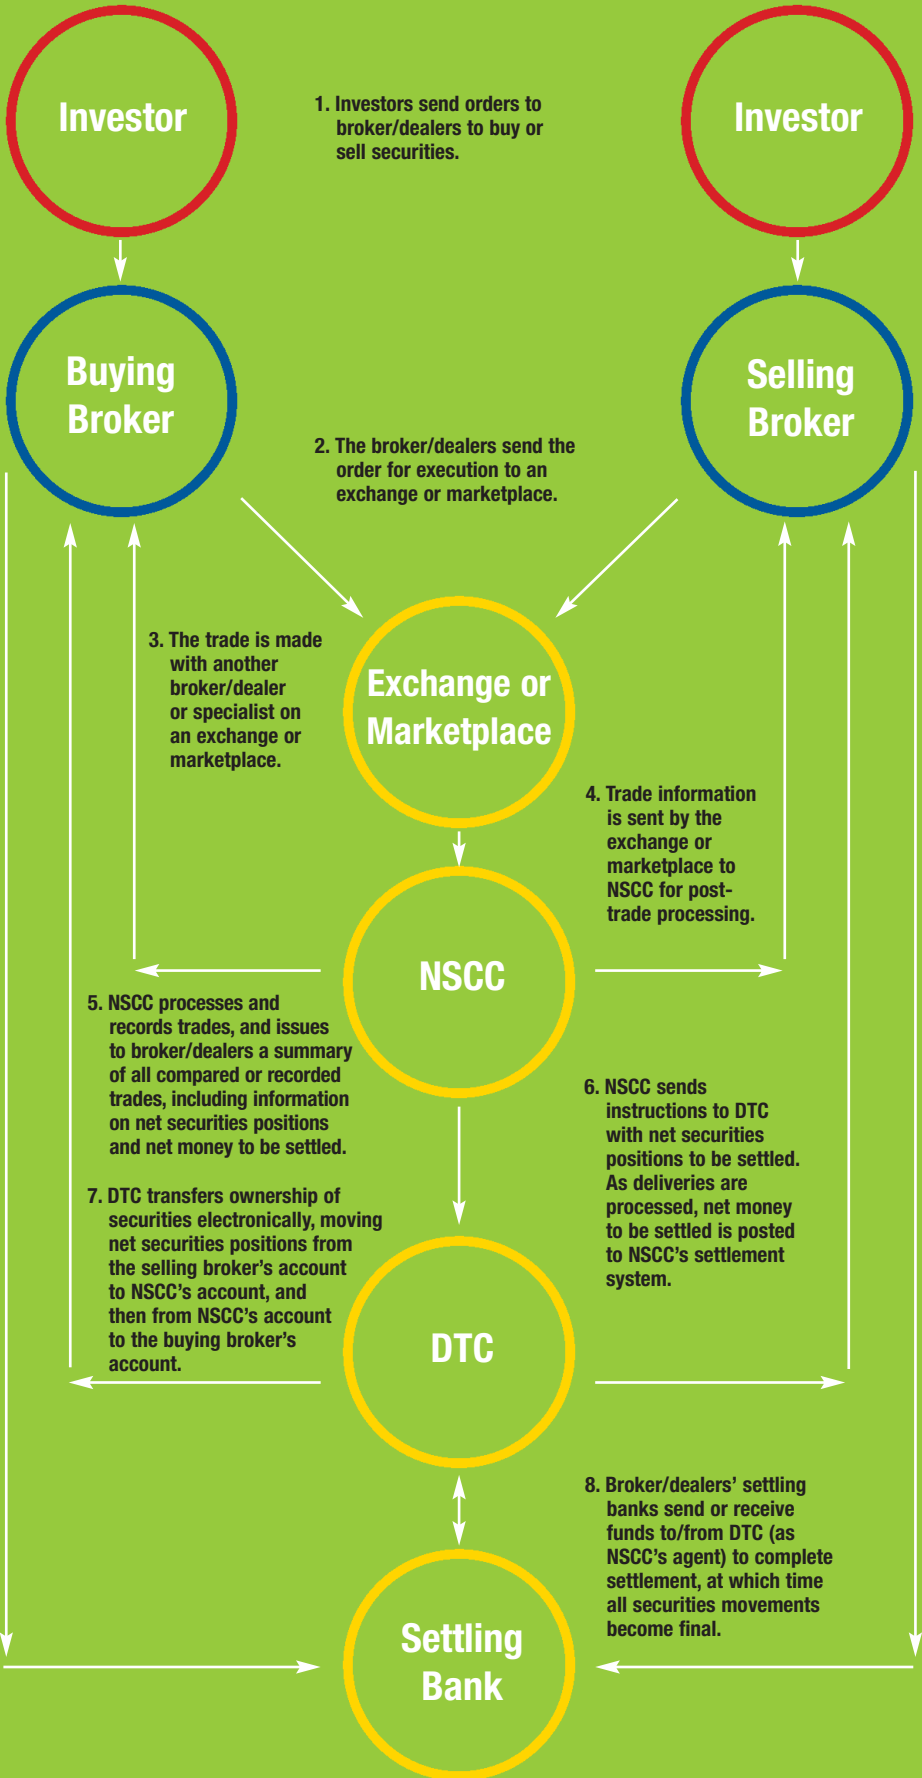 Investor
1. Investors send orders to
broker/dealers to buy or
sell securities.
Investor
Buying
Broker
Selling
Broker
2. The broker/dealers send the
order for execution to an
exchange or marketplace.
3. The trade is made
with another
broker/dealer
or specialist on
an exchange or
marketplace.
Exchange or
Marketplace
4. Trade information
is sent by the
exchange or
marketplace to
NSCC for post-
trade processing.
NSCC
5. NSCC processes and
records trades, and issues
to broker/dealers a summary
of all compared or recorded
trades, including information
on net securities positions
and net money to be settled.
6. NSCC sends
instructions to DTC
with net securities
positions to be settled.
As deliveries are
processed, net money
to be settled is posted
to NSCC’s settlement
system.
7. DTC transfers ownership of
securities electronically, moving
net securities positions from
the selling broker’s account
to NSCC’s account, and
then from NSCC’s account
to the buying broker’s
account.
DTC
8. Broker/dealers’ settling
banks send or receive
funds to/from DTC (as
NSCC’s agent) to complete
settlement, at which time
all securities movements
become final.
Settling
Bank